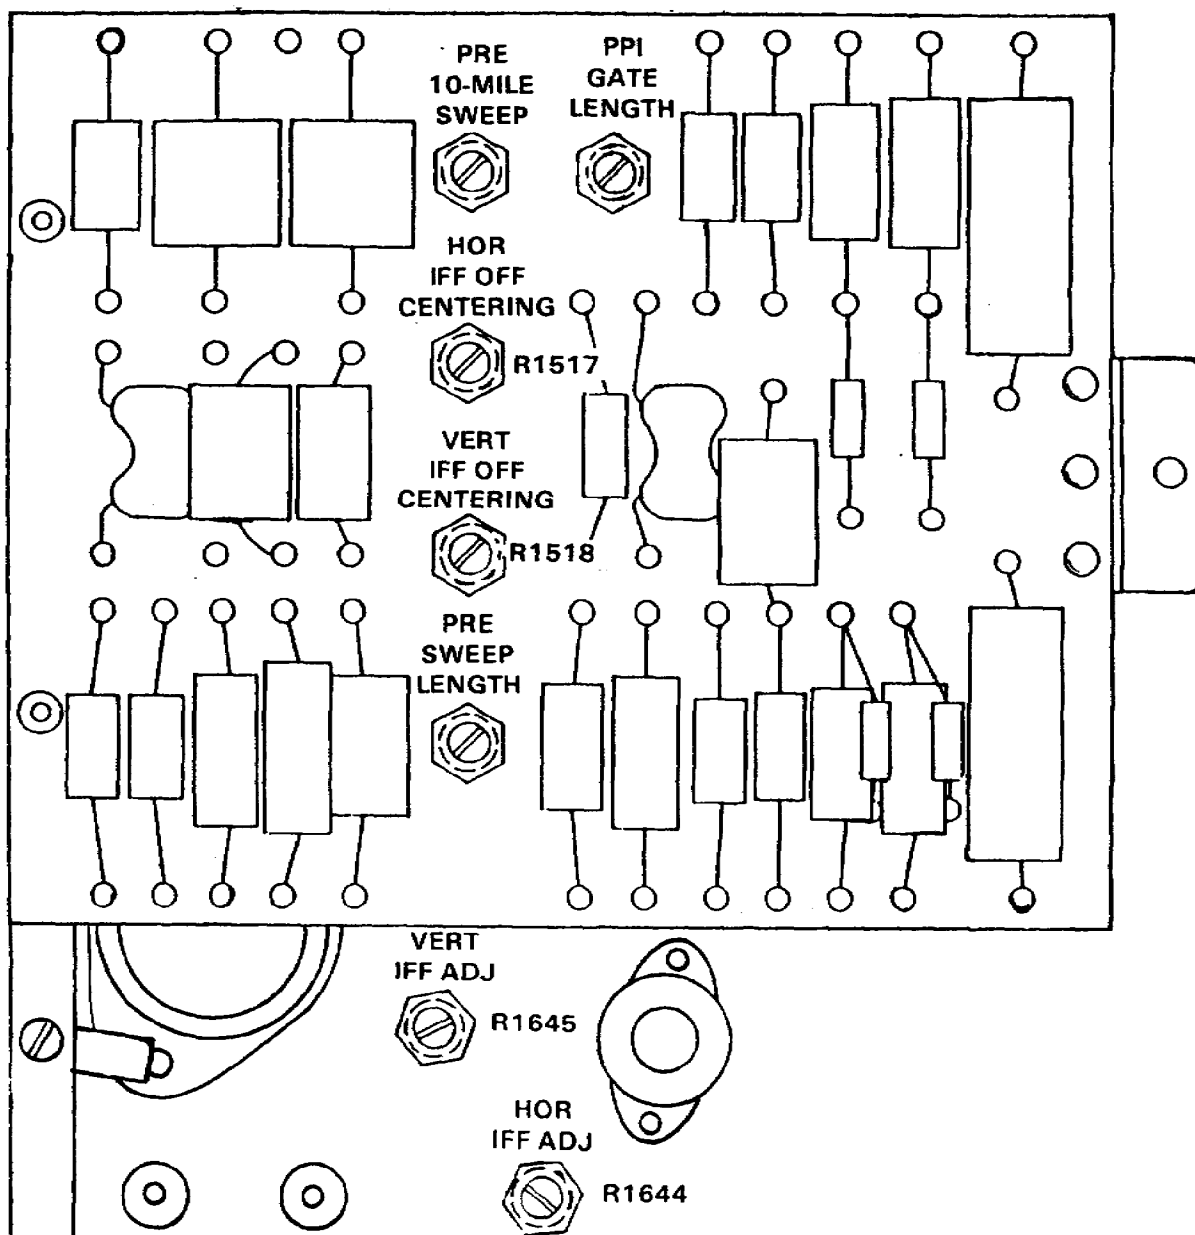 PRE
10-MILE
SWEEP
PPI
GATE
LENGTH
HOR
IFF OFF
CENTERING
R1517
VERT
IFF OFF
CENTERING
R1518
PRE
SWEEP
LENGTH
VERT
IFF ADJ
R1645
HOR
IFF ADJ
R1644